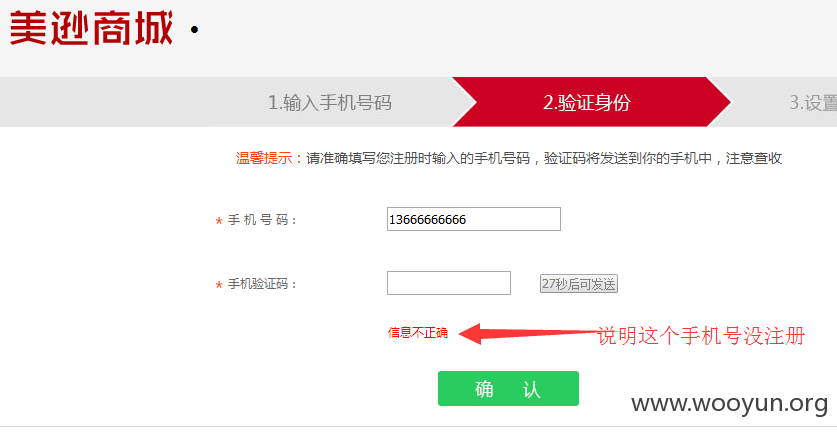 美逊商城
1.输入手机号码 2.验证身份 3.设置
温馨提示：请准确填写您注册时输入的手机号码，验证码将发送到你的手机中，注意查收
* 手 机 号 码： 13666666666
* 手机验证码： 27秒后可发送
信息不正确 说明这个手机号没注册
确 认
www.wooyun.org